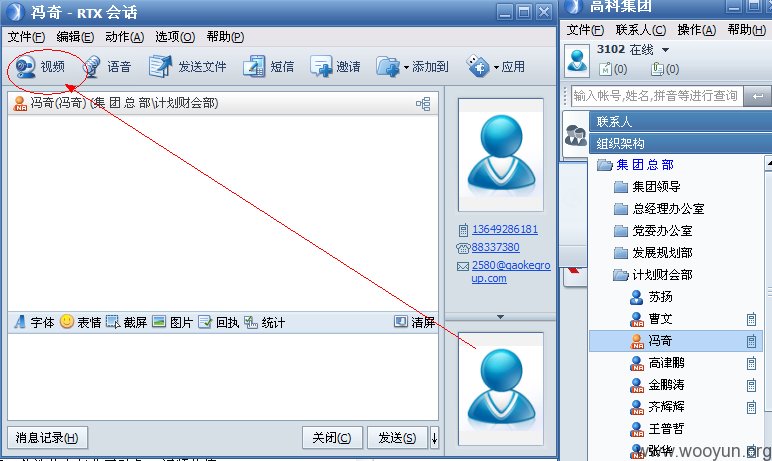 冯奇 - RTX 会话
文件(F) 编辑(E) 动作(A) 选项(O) 帮助(P)
视频 语音 发送文件 短信 邀请 添加到 应用
冯奇(冯奇) (集 团 总 部\计划财会部)
13649286181
88337380
2580@gaokegro
up.com
字体 表情 截屏 图片 回执 统计 清屏
消息记录(H) 关闭(C) 发送(S)
高科集团
文件(F) 联系人(C) 操作(A) 帮助(H)
3102 在线
(0) (0)
输入帐号,姓名,拼音等进行查询
联系人
组织架构
集 团 总 部
集团领导
总经理办公室
党委办公室
发展规划部
计划财会部
苏扬
曹文
冯奇
高津鹏
金鹏涛
齐辉辉
王普哲
张华
www.wooyun.org